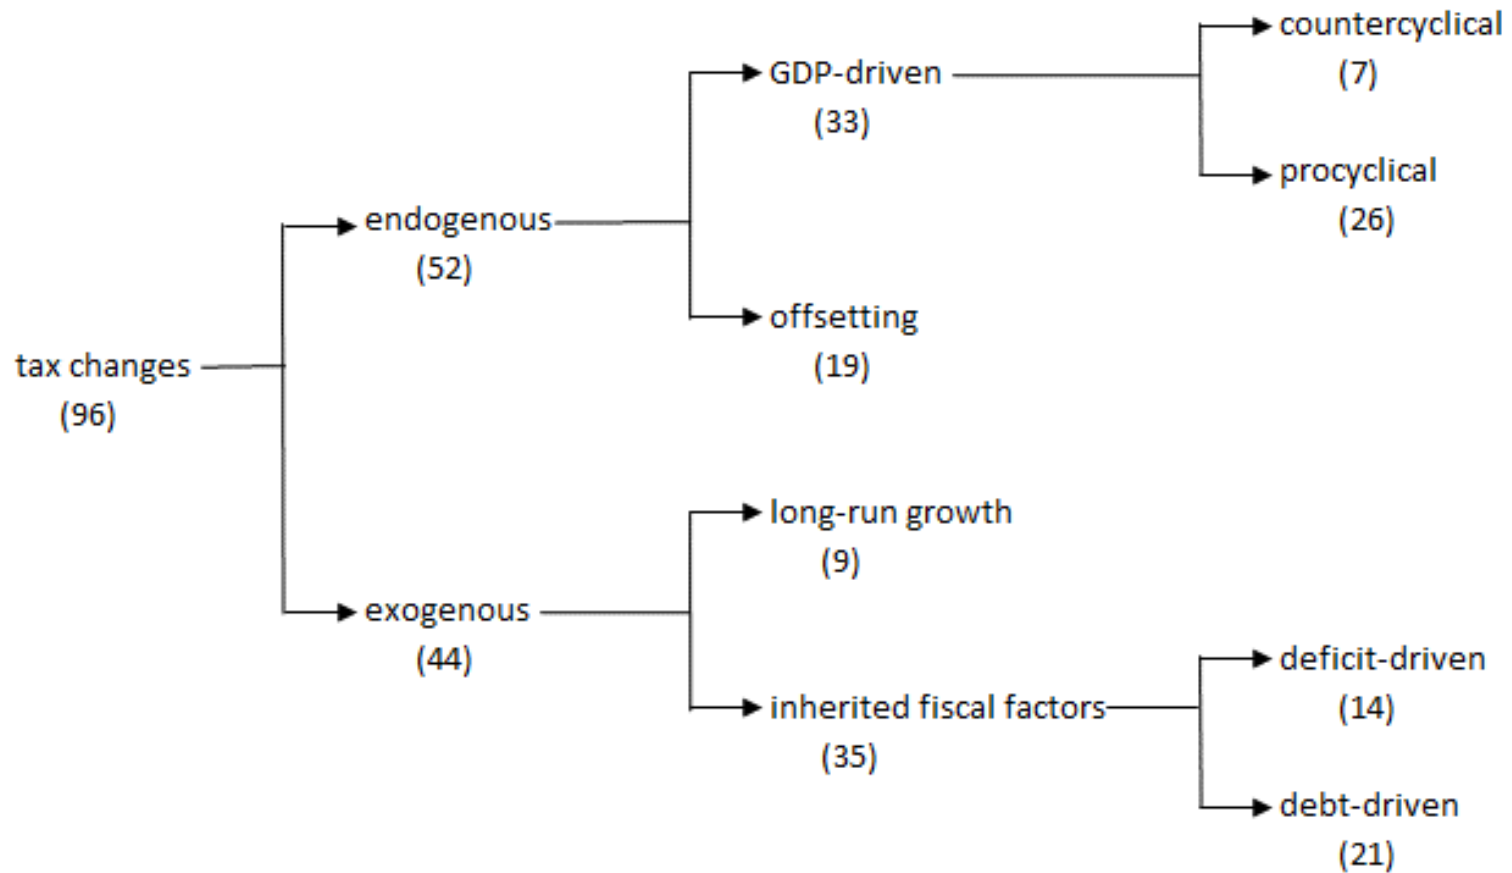 countercyclical
(7)
GDP-driven
(33)
procyclical
(26)
endogenous
(52)
offsetting
(19)
tax changes
(96)
long-run growth
(9)
exogenous
(44)
deficit-driven
(14)
inherited fiscal factors
(35)
debt-driven
(21)